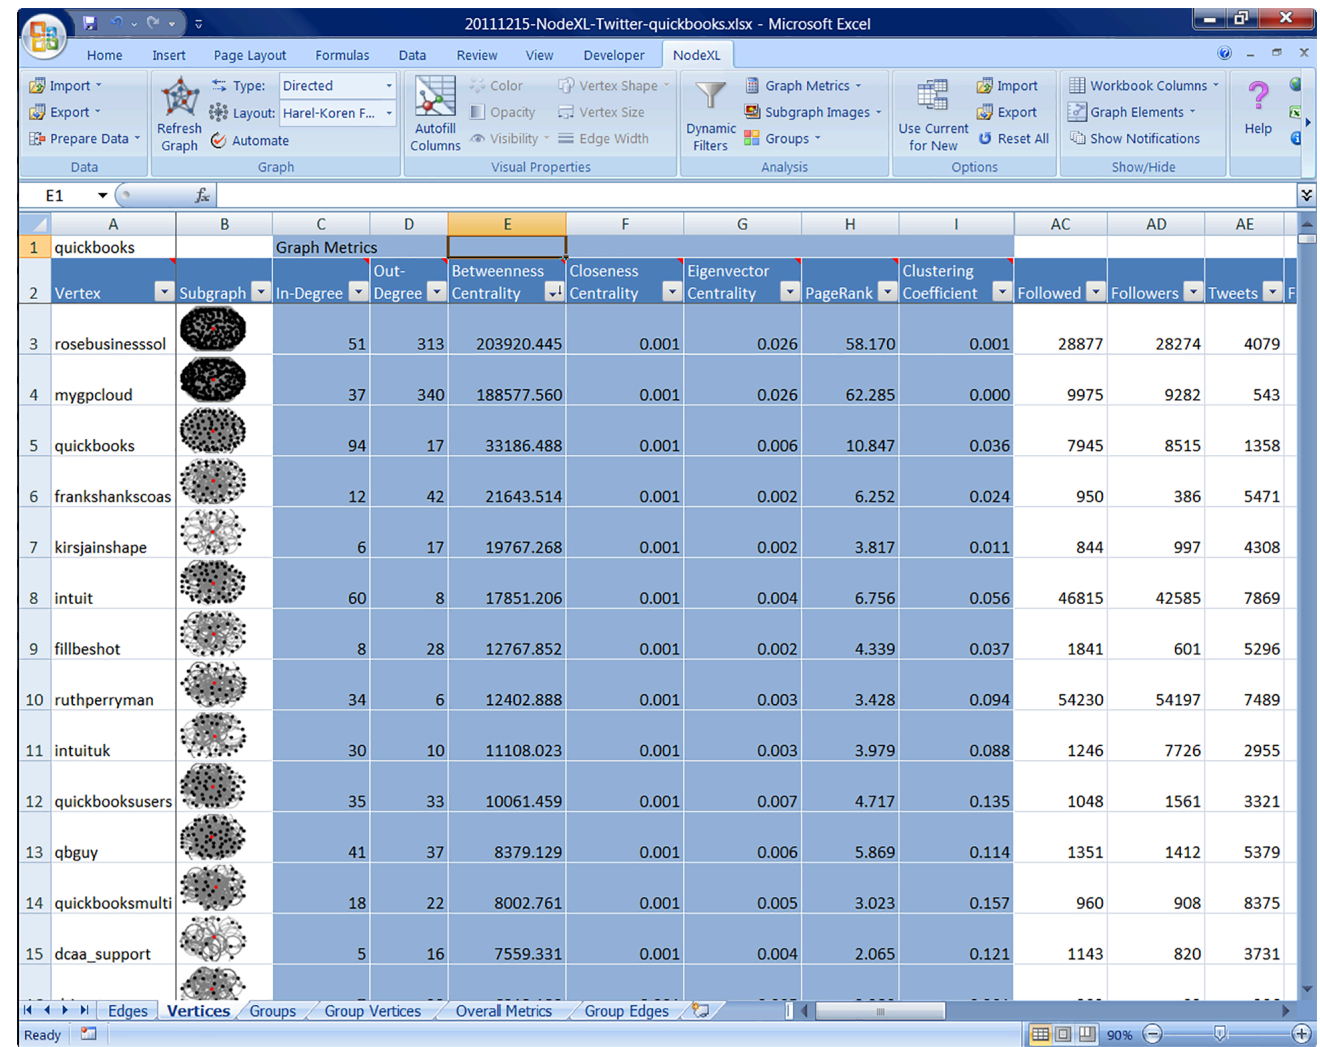 20111215-NodeXL-Twitter-quickbooks.xlsx - Microsoft Excel
Home Insert Page Layout Formulas Data Review View Developer NodeXL
Import Type: Directed Color Vertex Shape Graph Metrics Import Workbook Columns
Export Layout: Harel-Koren F... Opacity Vertex Size Subgraph Images Export Graph Elements
Prepare Data Refresh Graph Automate Autofill Columns Visibility Edge Width Dynamic Filters Groups Use Current for New Reset All Show Notifications Help
Data Graph Visual Properties Analysis Options Show/Hide
E1 fx
A B C D E F G H I AC AD AE
1 quickbooks Graph Metrics
2 Vertex Subgraph In-Degree Out-Degree Betweenness Centrality Closeness Centrality Eigenvector Centrality PageRank Clustering Coefficient Followed Followers Tweets F
3 rosebusinesssol 51 313 203920.445 0.001 0.026 58.170 0.001 28877 28274 4079
4 mygpcloud 37 340 188577.560 0.001 0.026 62.285 0.000 9975 9282 543
5 quickbooks 94 17 33186.488 0.001 0.006 10.847 0.036 7945 8515 1358
6 frankshankscoas 12 42 21643.514 0.001 0.002 6.252 0.024 950 386 5471
7 kirsjainshape 6 17 19767.268 0.001 0.002 3.817 0.011 844 997 4308
8 intuit 60 8 17851.206 0.001 0.004 6.756 0.056 46815 42585 7869
9 fillbeshot 8 28 12767.852 0.001 0.002 4.339 0.037 1841 601 5296
10 ruthperryman 34 6 12402.888 0.001 0.003 3.428 0.094 54230 54197 7489
11 intuituk 30 10 11108.023 0.001 0.003 3.979 0.088 1246 7726 2955
12 quickbooksusers 35 33 10061.459 0.001 0.007 4.717 0.135 1048 1561 3321
13 qbguy 41 37 8379.129 0.001 0.006 5.869 0.114 1351 1412 5379
14 quickbooksmulti 18 22 8002.761 0.001 0.005 3.023 0.157 960 908 8375
15 dcaa_support 5 16 7559.331 0.001 0.004 2.065 0.121 1143 820 3731
Edges Vertices Groups Group Vertices Overall Metrics Group Edges
Ready 90%